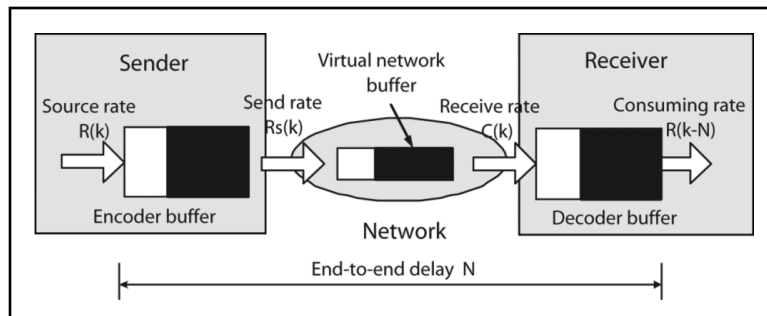 Sender
Virtual network
buffer
Receiver
Source rate
R(k)
Send rate
Rs(k)
Receive rate
C(k)
Consuming rate
R(k-N)
Encoder buffer
Network
Decoder buffer
End-to-end delay N